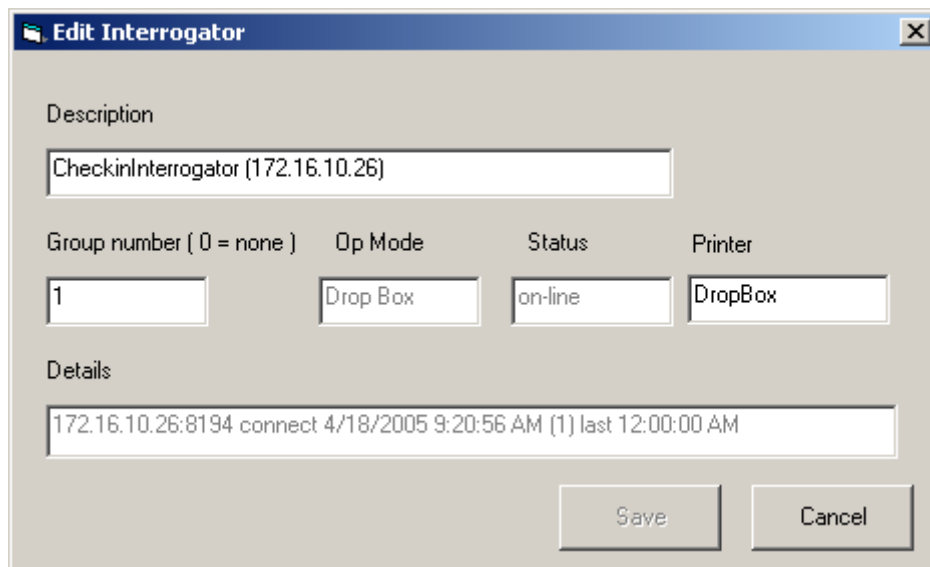 Edit Interrogator
Description
CheckinInterrogator (172.16.10.26)
Group number ( 0 = none ) Op Mode Status Printer
1 Drop Box on-line DropBox
Details
172.16.10.26:8194 connect 4/18/2005 9:20:56 AM (1) last 12:00:00 AM
Save Cancel